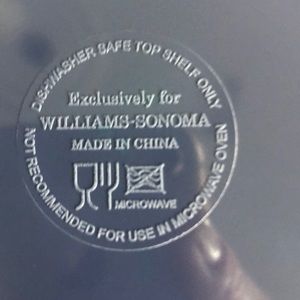 DISHWASHER SAFE TOP SHELF ONLY
Exclusively for
WILLIAMS-SONOMA
MADE IN CHINA
MICROWAVE
NOT RECOMMENDED FOR USE IN MICROWAVE OVEN